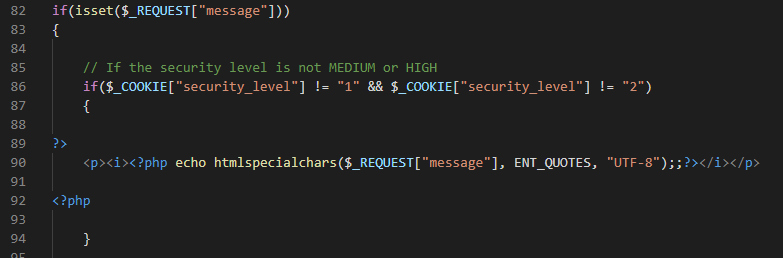 82 if(isset($_REQUEST["message"]))
83 {
84
85 // If the security level is not MEDIUM or HIGH
86 if($_COOKIE["security_level"] != "1" && $_COOKIE["security_level"] != "2")
87 {
88
89 ?>
90 <p><i><?php echo htmlspecialchars($_REQUEST["message"], ENT_QUOTES, "UTF-8");;?></i></p>
91
92 <?php
93
94 }
95